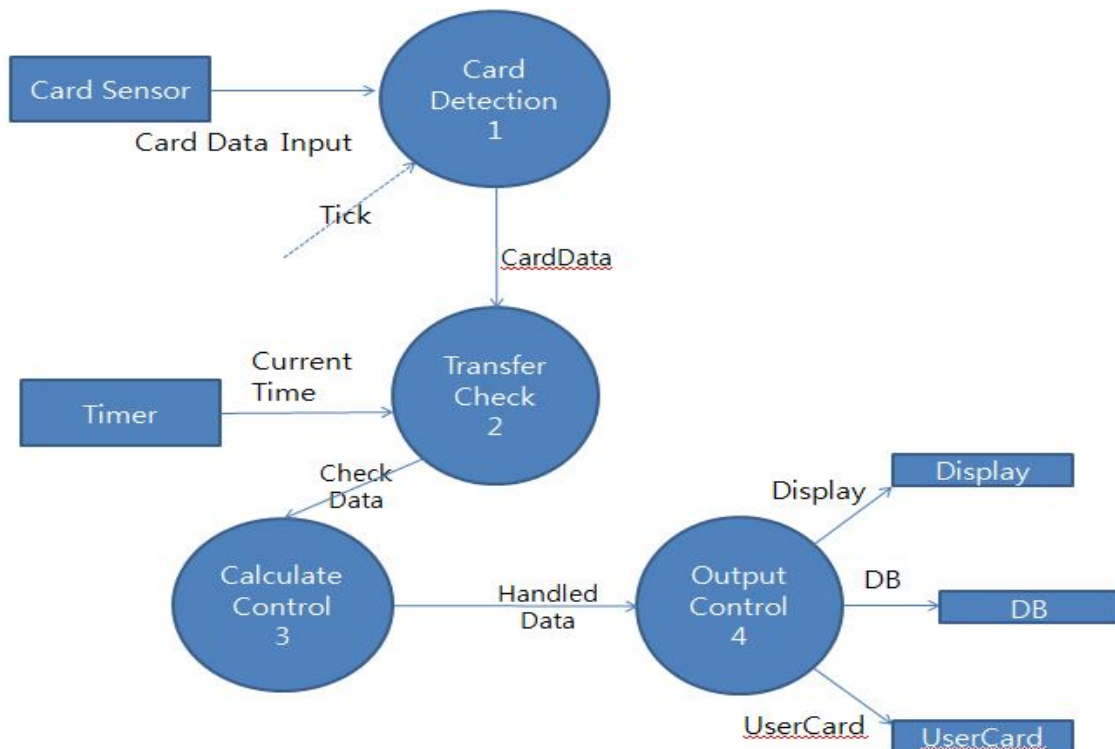 Card Sensor
Card Data Input
Card
Detection
1
Tick
CardData
Timer
Current
Time
Transfer
Check
2
Check
Data
Calculate
Control
3
Handled
Data
Output
Control
4
Display
Display
DB
DB
UserCard
UserCard